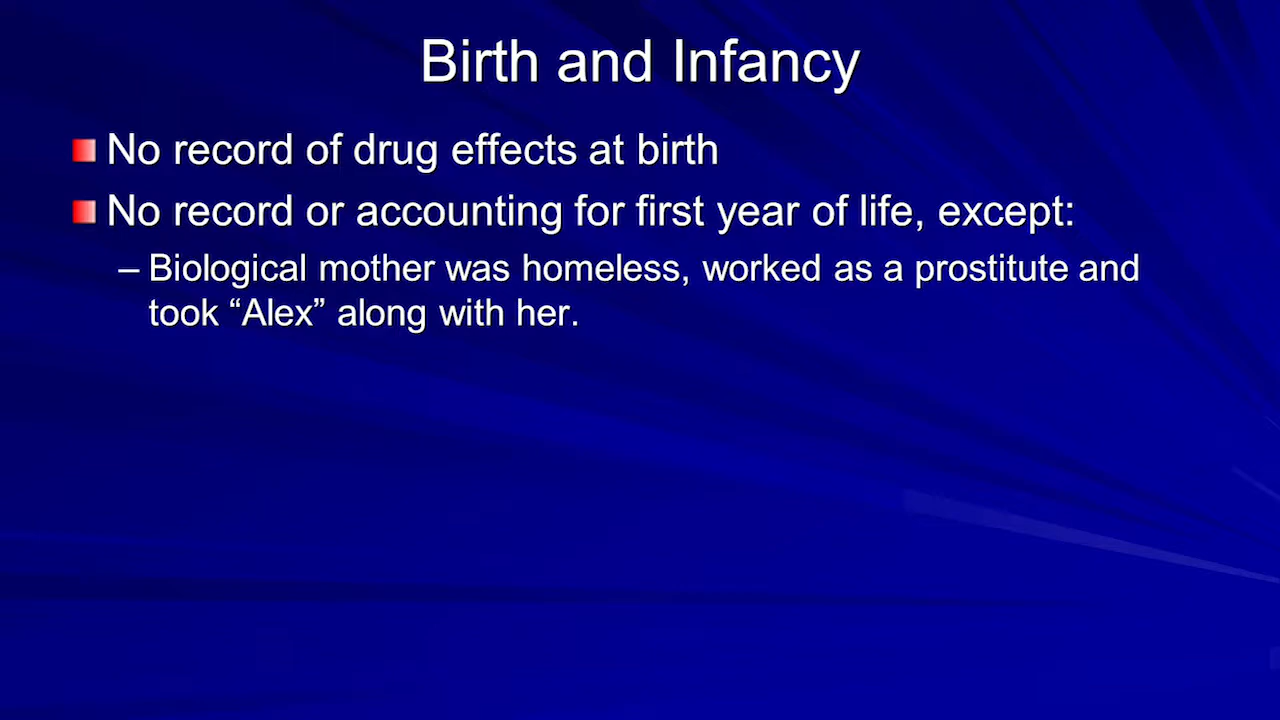 Birth and Infancy
No record of drug effects at birth
No record or accounting for first year of life, except:
– Biological mother was homeless, worked as a prostitute and
took “Alex” along with her.